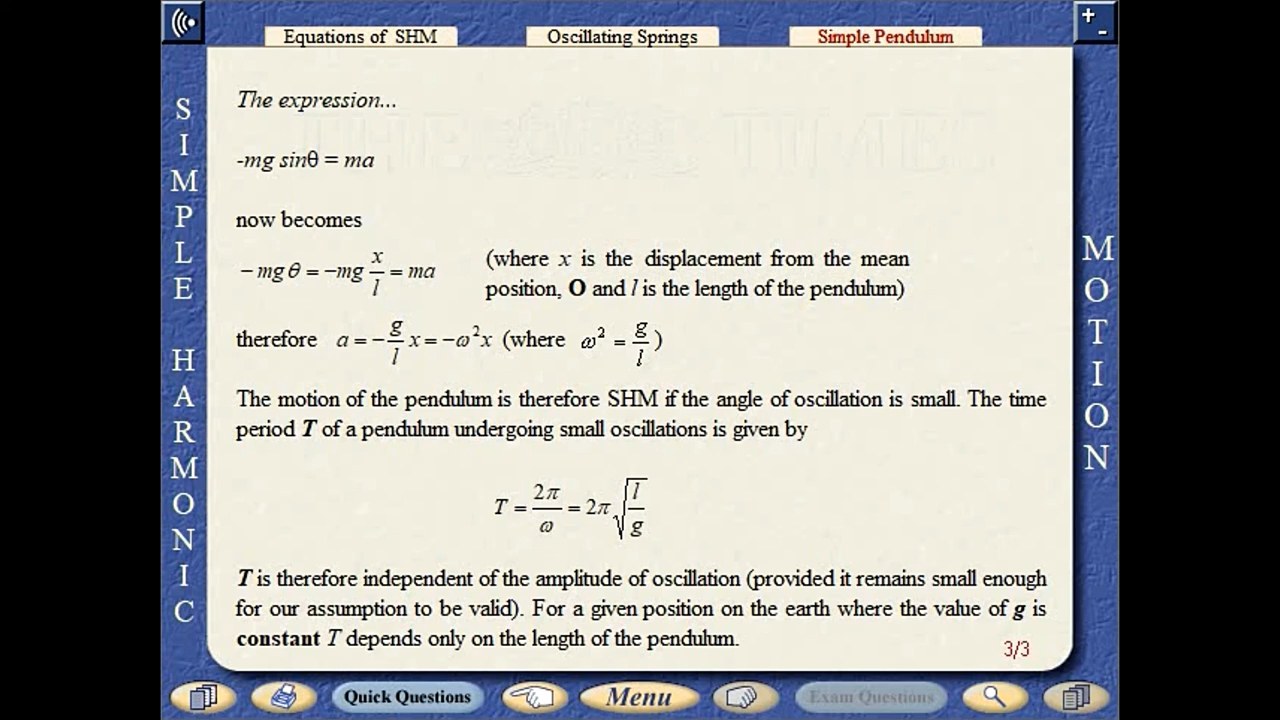 Equations of SHM
Oscillating Springs
Simple Pendulum
+
-
SIMPLE HARMONIC
MOTION
The expression...
-mg sinθ = ma
now becomes
−mgθ = −mg x/l = ma
(where x is the displacement from the mean
position, O and l is the length of the pendulum)
therefore a = −g/l x = −ω²x (where ω² = g/l)
The motion of the pendulum is therefore SHM if the angle of oscillation is small. The time
period T of a pendulum undergoing small oscillations is given by
T = 2π/ω = 2π√(l/g)
T is therefore independent of the amplitude of oscillation (provided it remains small enough
for our assumption to be valid). For a given position on the earth where the value of g is
constant T depends only on the length of the pendulum.
3/3
Quick Questions
Menu
Exam Questions